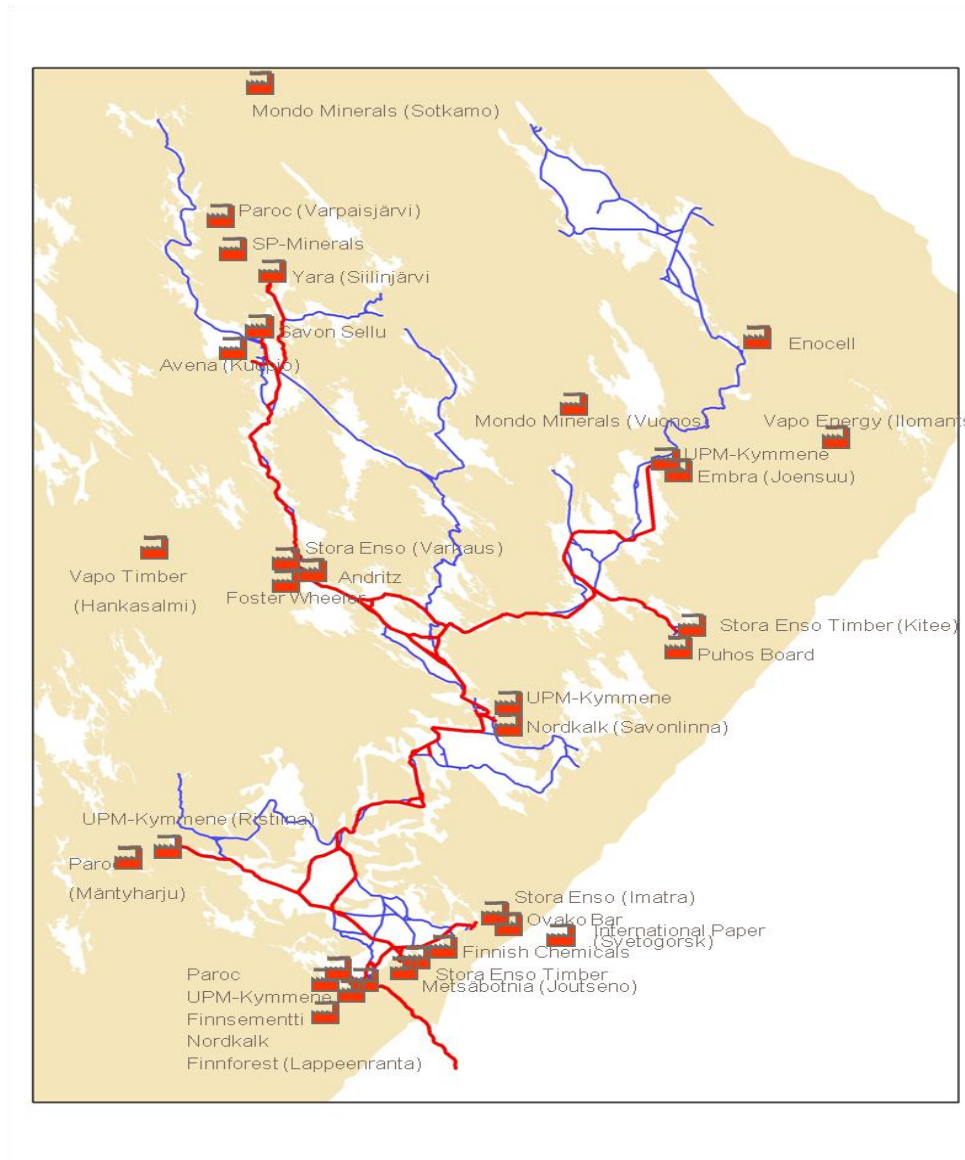 Mondo Minerals (Sotkamo)
Paroc (Varpaisjärvi)
SP-Minerals
Yara (Siilinjärvi
Savon Sellu
Enocell
Avena (Kuopio)
Mondo Minerals (Vuonos)
Vapo Energy (Ilomants
UPM-Kymmene
Embra (Joensuu)
Stora Enso (Varkaus)
Vapo Timber
Andritz
(Hankasalmi)
Foster Wheeler
Stora Enso Timber (Kitee)
Puhos Board
UPM-Kymmene
Nordkalk (Savonlinna)
UPM-Kymmene (Ristiina)
Paroc
(Mäntyharju)
Stora Enso (Imatra)
Ovako Bar
International Paper
(Svetogorsk)
Finnish Chemicals
Paroc
Stora Enso Timber
Metsäbotnia (Joutseno)
UPM-Kymmene
Finnsementti
Nordkalk
Finnforest (Lappeenranta)